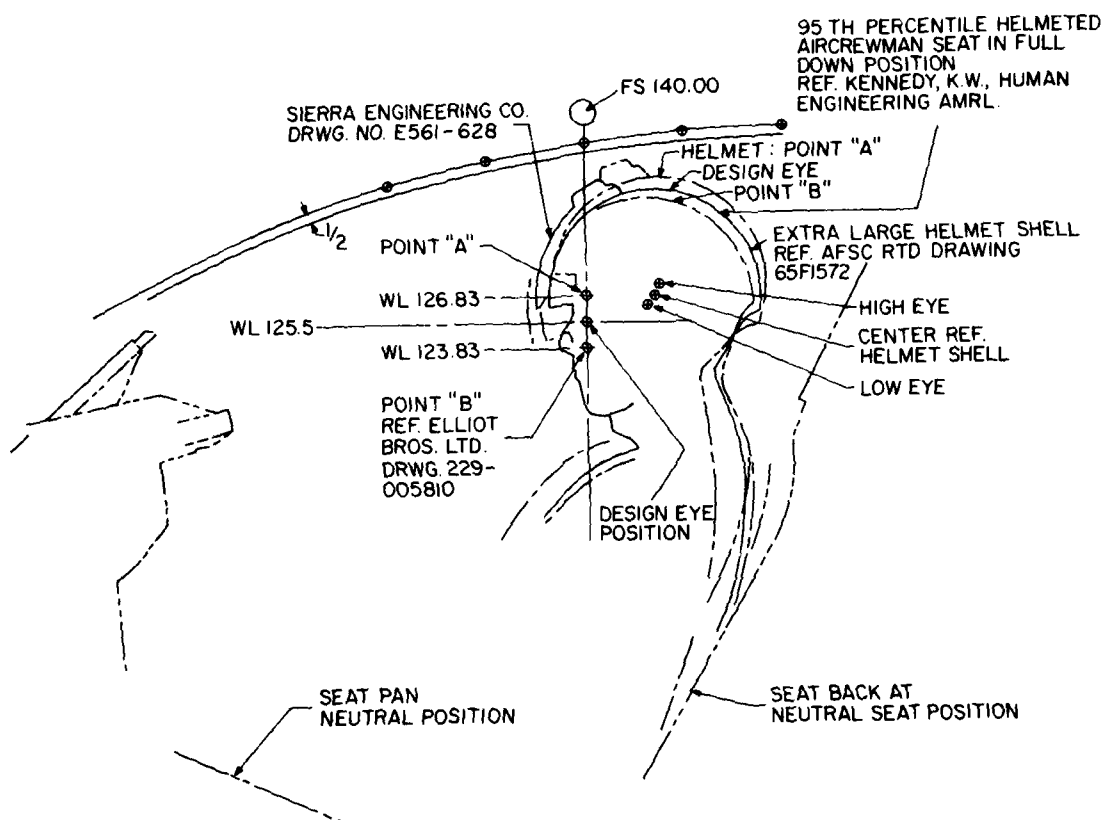 95 TH PERCENTILE HELMETED
AIRCREWMAN SEAT IN FULL
DOWN POSITION
REF. KENNEDY, K.W., HUMAN
ENGINEERING AMRL.
FS 140.00
SIERRA ENGINEERING CO.
DRWG. NO. E561-628
HELMET: POINT "A"
DESIGN EYE
POINT "B"
1/2
POINT "A"
EXTRA LARGE HELMET SHELL
REF. AFSC RTD DRAWING
65F1572
WL 126.83
HIGH EYE
WL 125.5
CENTER REF.
HELMET SHELL
WL 123.83
LOW EYE
POINT "B"
REF. ELLIOT
BROS. LTD.
DRWG. 229-
005810
DESIGN EYE
POSITION
SEAT PAN
NEUTRAL POSITION
SEAT BACK AT
NEUTRAL SEAT POSITION